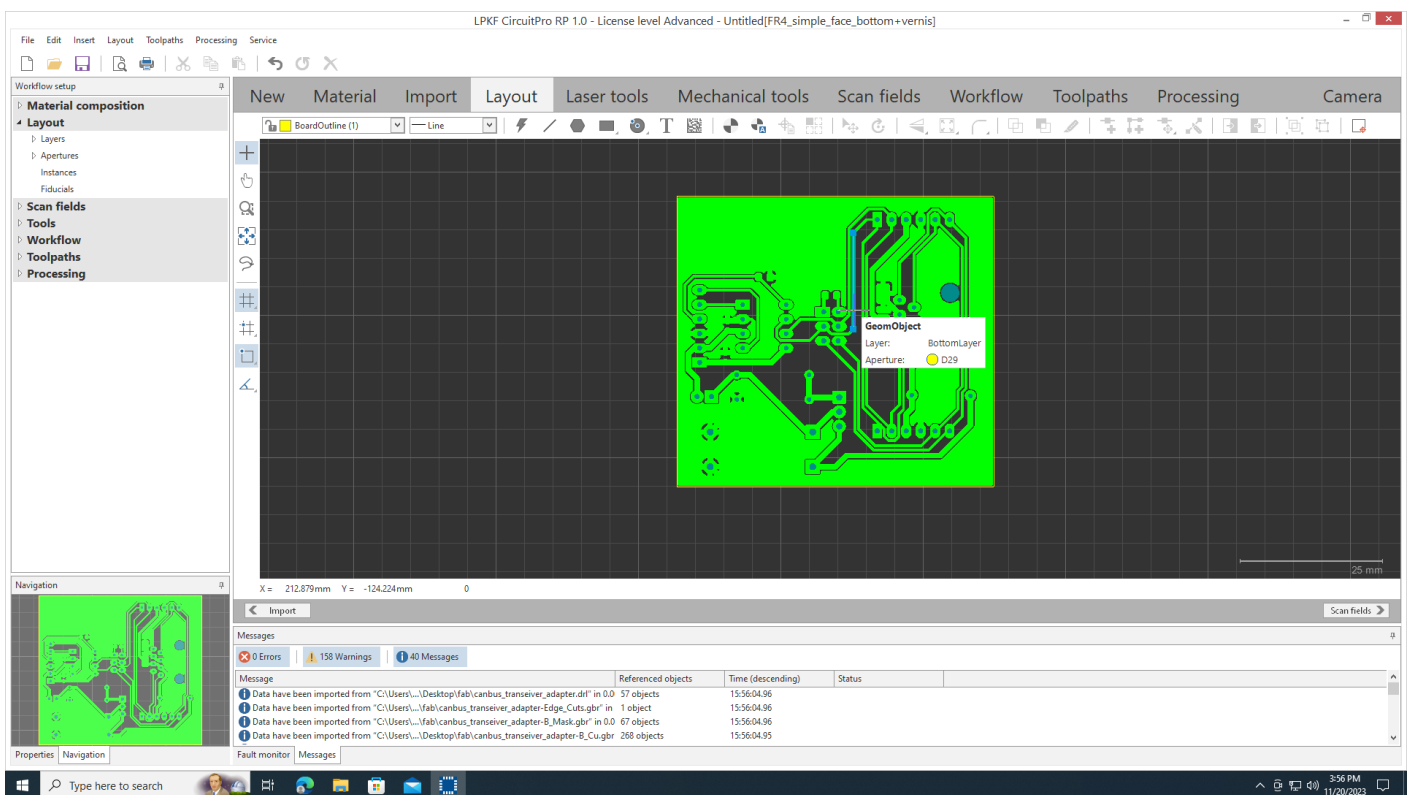 LPKF CircuitPro RP 1.0 - License level Advanced - Untitled[FR4_simple_face_bottom+vernis]
File Edit Insert Layout Toolpaths Processing Service
Workflow setup
Material composition
Layout
Layers
Apertures
Instances
Fiducials
Scan fields
Tools
Workflow
Toolpaths
Processing
New Material Import Layout Laser tools Mechanical tools Scan fields Workflow Toolpaths Processing Camera
BoardOutline (1) Line T
GeomObject
Layer: BottomLayer
Aperture: D29
25 mm
X = 212.879mm Y = -124.224mm 0
Import Scan fields
Navigation
Properties Navigation
Messages
0 Errors 158 Warnings 40 Messages
Message Referenced objects Time (descending) Status
Data have been imported from "C:\Users\...\Desktop\fab\canbus_transeiver_adapter.drl" in 0.0 57 objects 15:56:04.96
Data have been imported from "C:\Users\...\fab\canbus_transeiver_adapter-Edge_Cuts.gbr" in 1 object 15:56:04.96
Data have been imported from "C:\Users\...\fab\canbus_transeiver_adapter-B_Mask.gbr" in 0.0 67 objects 15:56:04.96
Data have been imported from "C:\Users\...\Desktop\fab\canbus_transeiver_adapter-B_Cu.gbr 268 objects 15:56:04.95
Fault monitor Messages
Type here to search
3:56 PM
11/20/2023